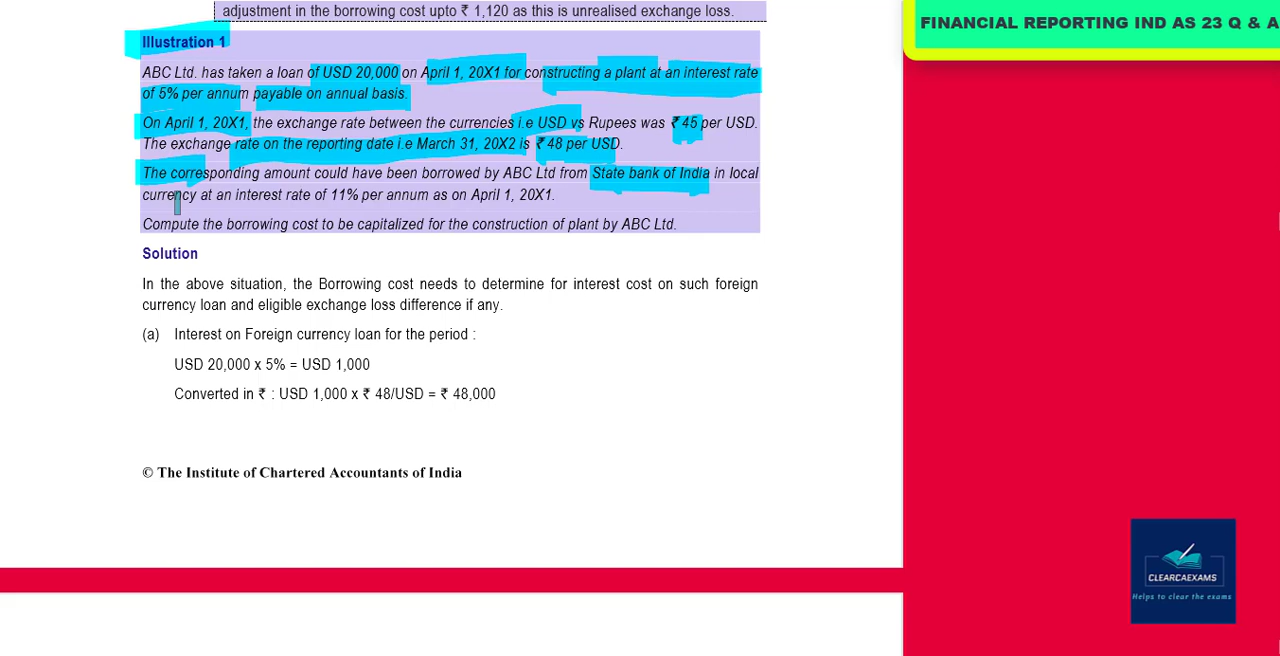 adjustment in the borrowing cost upto ₹ 1,120 as this is unrealised exchange loss.
FINANCIAL REPORTING IND AS 23 Q & A
Illustration 1
ABC Ltd. has taken a loan of USD 20,000 on April 1, 20X1 for constructing a plant at an interest rate
of 5% per annum payable on annual basis.
On April 1, 20X1, the exchange rate between the currencies i.e USD vs Rupees was ₹ 45 per USD.
The exchange rate on the reporting date i.e March 31, 20X2 is ₹ 48 per USD.
The corresponding amount could have been borrowed by ABC Ltd from State bank of India in local
currency at an interest rate of 11% per annum as on April 1, 20X1.
Compute the borrowing cost to be capitalized for the construction of plant by ABC Ltd.
Solution
In the above situation, the Borrowing cost needs to determine for interest cost on such foreign
currency loan and eligible exchange loss difference if any.
(a) Interest on Foreign currency loan for the period :
USD 20,000 x 5% = USD 1,000
Converted in ₹ : USD 1,000 x ₹ 48/USD = ₹ 48,000
© The Institute of Chartered Accountants of India
CLEARCAEXAMS
Helps to clear the exams